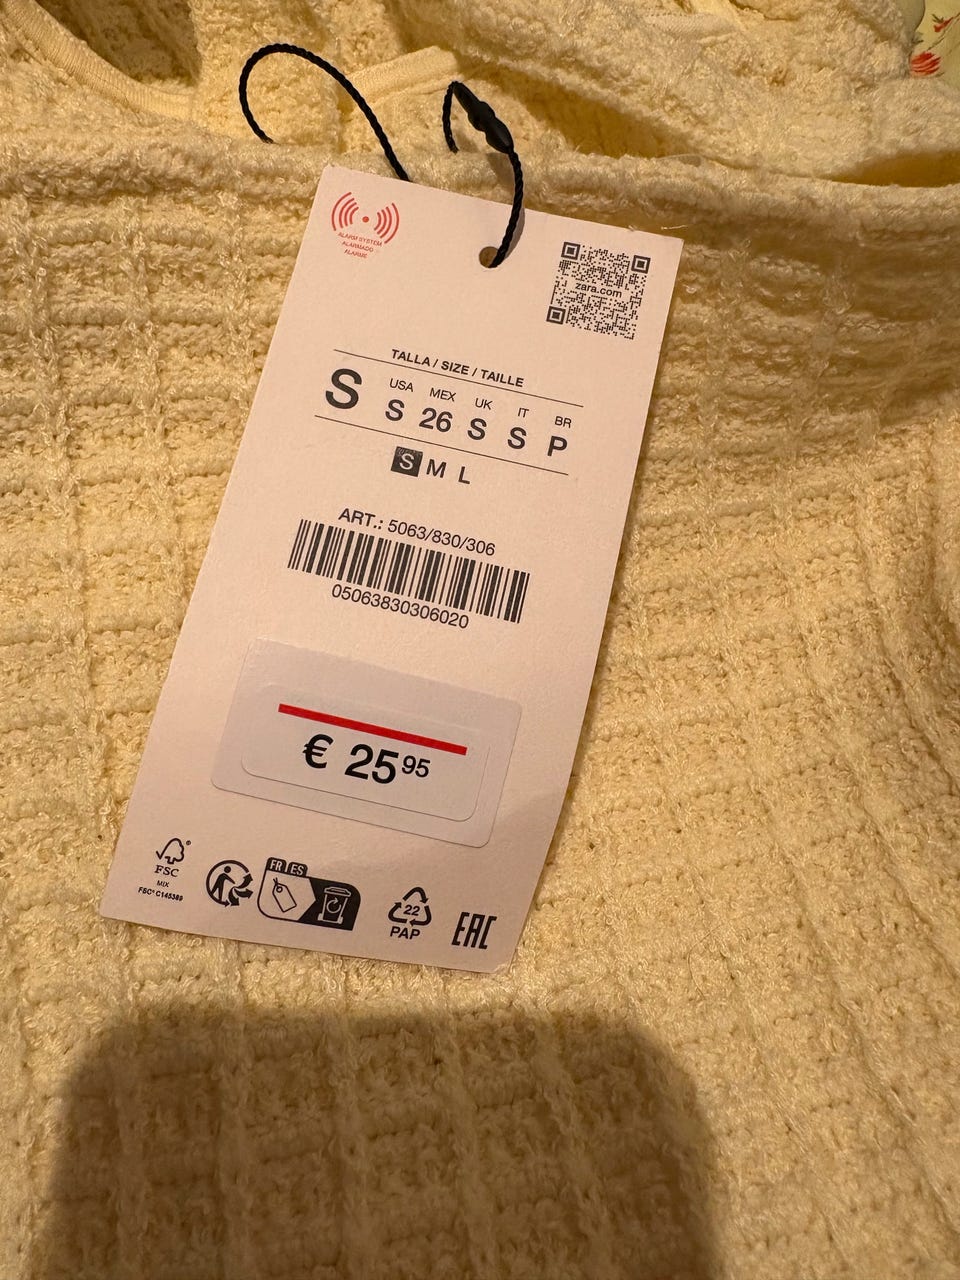 ALARM SYSTEM
ALARMADO
ALARME
zara.com
TALLA / SIZE / TAILLE
USA MEX UK IT BR
S S 26 S S P
S M L
ART.: 5063/830/306
05063830306020
€ 25 95
FSC®
MIX
FSC® C145389
FR ES
22
PAP
EAC